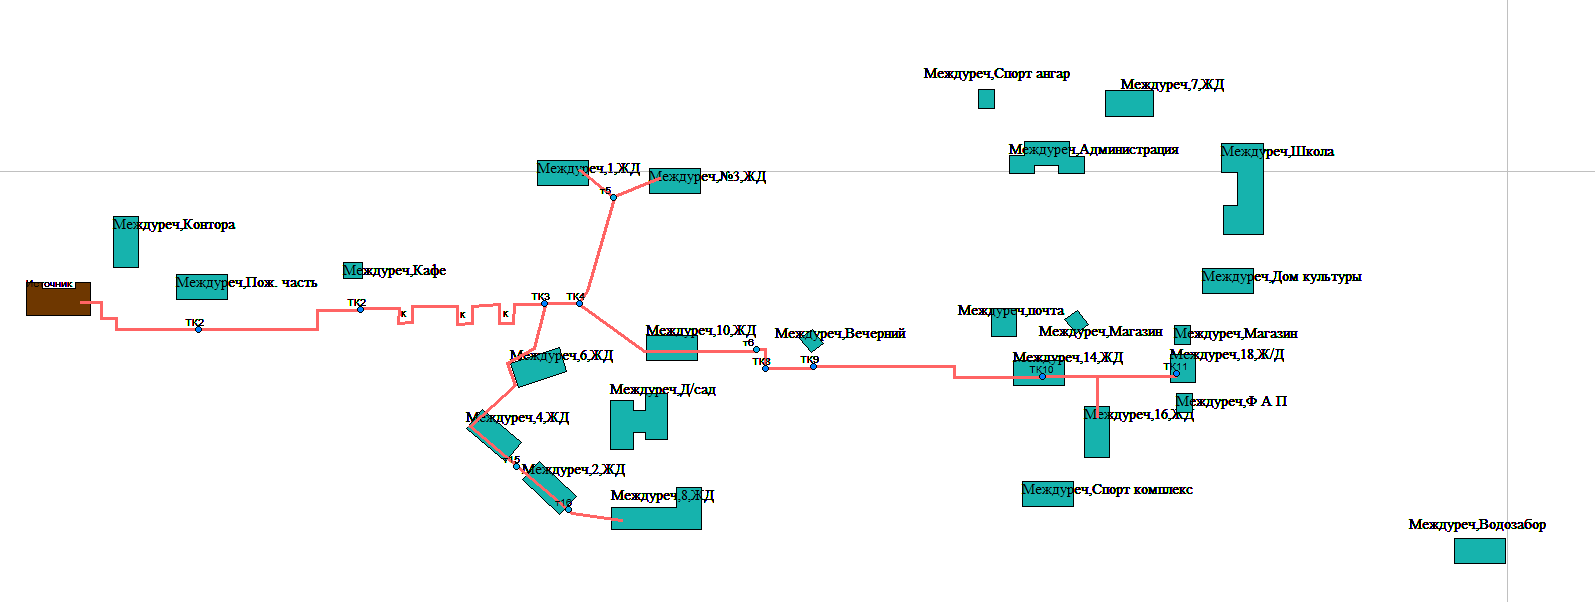 Междуреч,Спорт ангар
Междуреч,7,ЖД
Междуреч,Администрация
Междуреч,Школа
Междуреч,1,ЖД
Междуреч,№3,ЖД
т5
Междуреч,Контора
Междуреч,Кафе
Междуреч,Дом культуры
Источник
Междуреч,Пож. часть
ТК2
ТК2
к
к
к
ТК3
ТК4
Междуреч,почта
Междуреч,Магазин
Междуреч,Магазин
Междуреч,10,ЖД
Междуреч,Вечерний
т6
ТК8
ТК9
Междуреч,6,ЖД
Междуреч,14,ЖД
ТК10
Междуреч,18,Ж/Д
ТК11
Междуреч,Д/сад
Междуреч,Ф А П
Междуреч,4,ЖД
Междуреч,16,ЖД
т15
Междуреч,2,ЖД
т16
Междуреч,8,ЖД
Междуреч,Спорт комплекс
Междуреч,Водозабор